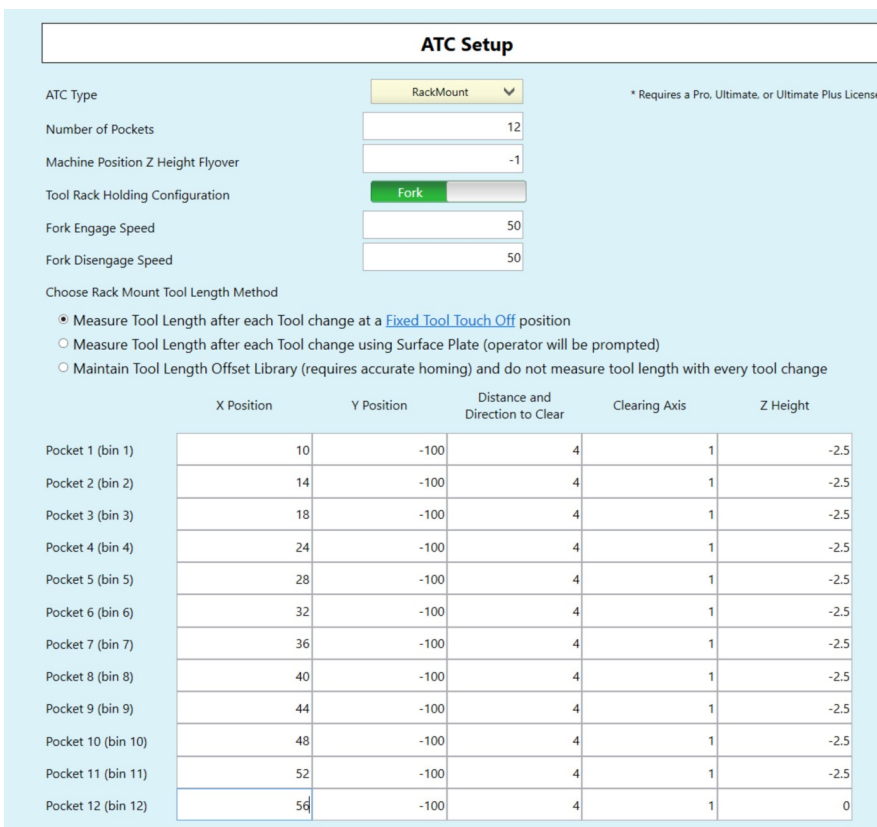 ATC Setup
ATC Type RackMount * Requires a Pro, Ultimate, or Ultimate Plus License
Number of Pockets 12
Machine Position Z Height Flyover -1
Tool Rack Holding Configuration Fork
Fork Engage Speed 50
Fork Disengage Speed 50
Choose Rack Mount Tool Length Method
Measure Tool Length after each Tool change at a Fixed Tool Touch Off position
Measure Tool Length after each Tool change using Surface Plate (operator will be prompted)
Maintain Tool Length Offset Library (requires accurate homing) and do not measure tool length with every tool change
X Position Y Position Distance and Direction to Clear Clearing Axis Z Height
Pocket 1 (bin 1) 10 -100 4 1 -2.5
Pocket 2 (bin 2) 14 -100 4 1 -2.5
Pocket 3 (bin 3) 18 -100 4 1 -2.5
Pocket 4 (bin 4) 24 -100 4 1 -2.5
Pocket 5 (bin 5) 28 -100 4 1 -2.5
Pocket 6 (bin 6) 32 -100 4 1 -2.5
Pocket 7 (bin 7) 36 -100 4 1 -2.5
Pocket 8 (bin 8) 40 -100 4 1 -2.5
Pocket 9 (bin 9) 44 -100 4 1 -2.5
Pocket 10 (bin 10) 48 -100 4 1 -2.5
Pocket 11 (bin 11) 52 -100 4 1 -2.5
Pocket 12 (bin 12) 56 -100 4 1 0